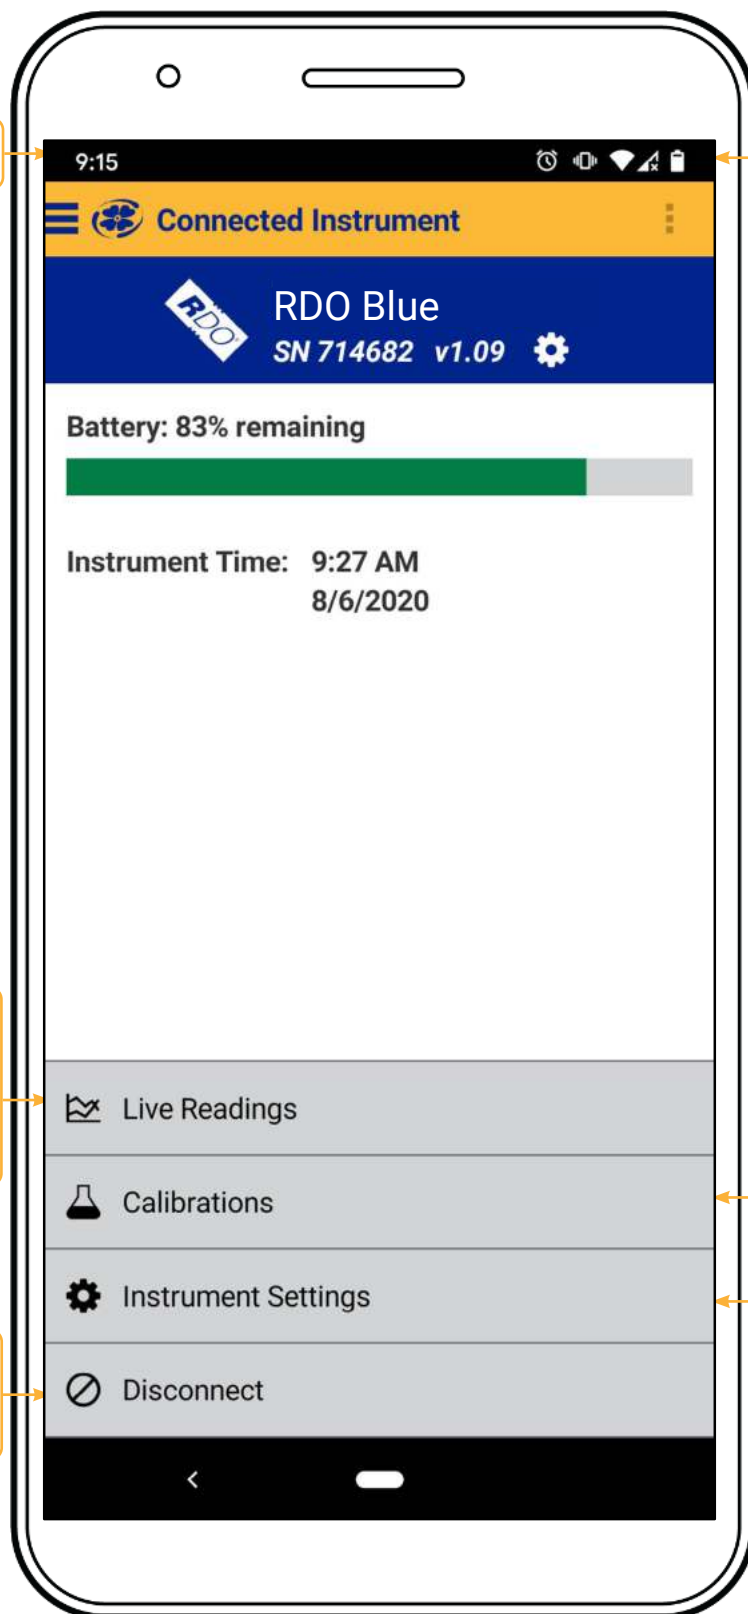 9:15
Connected Instrument
RDO
RDO Blue
SN 714682 v1.09
Battery: 83% remaining
Instrument Time: 9:27 AM
8/6/2020
Live Readings
Calibrations
Instrument Settings
Disconnect